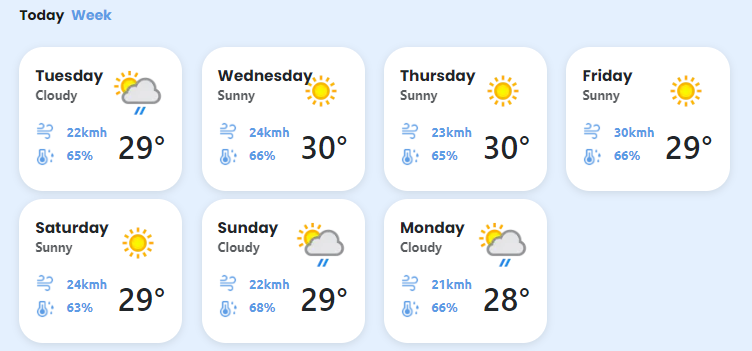 Today Week
Tuesday
Cloudy
22kmh
65%
29°
Wednesday
Sunny
24kmh
66%
30°
Thursday
Sunny
23kmh
65%
30°
Friday
Sunny
30kmh
66%
29°
Saturday
Sunny
24kmh
63%
29°
Sunday
Cloudy
22kmh
68%
29°
Monday
Cloudy
21kmh
66%
28°